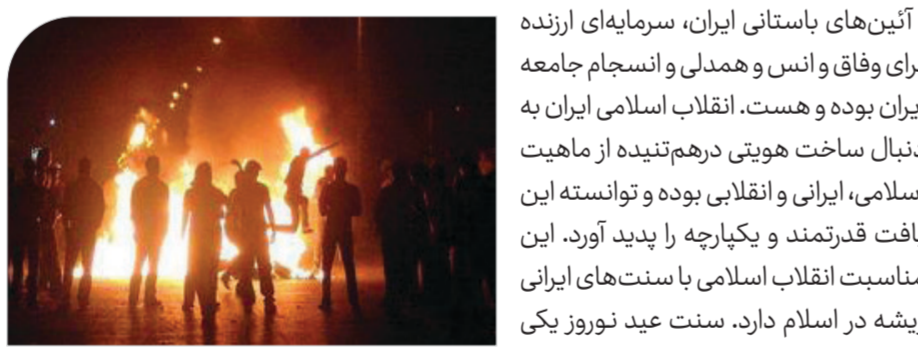 آئین‌های باستانی ایران، سرمایه‌ای ارزنده
برای وفاق و انس و همدلی و انسجام جامعه
ایران بوده و هست. انقلاب اسلامی ایران به
دنبال ساخت هویتی درهم‌تنیده از ماهیت
اسلامی، ایرانی و انقلابی بوده و توانسته این
بافت قدرتمند و یکپارچه را پدید آورد. این
مناسبت انقلاب اسلامی با سنت‌های ایرانی
ریشه در اسلام دارد. سنت عید نوروز یکی